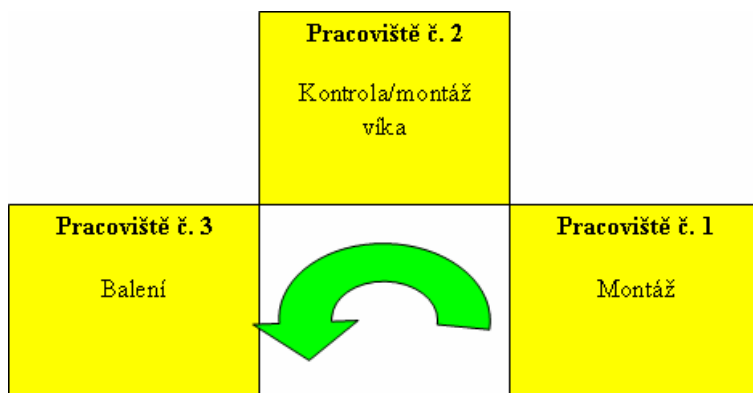 Pracoviště č. 2
Kontrola/montáž
víka
Pracoviště č. 3
Balení
Pracoviště č. 1
Montáž